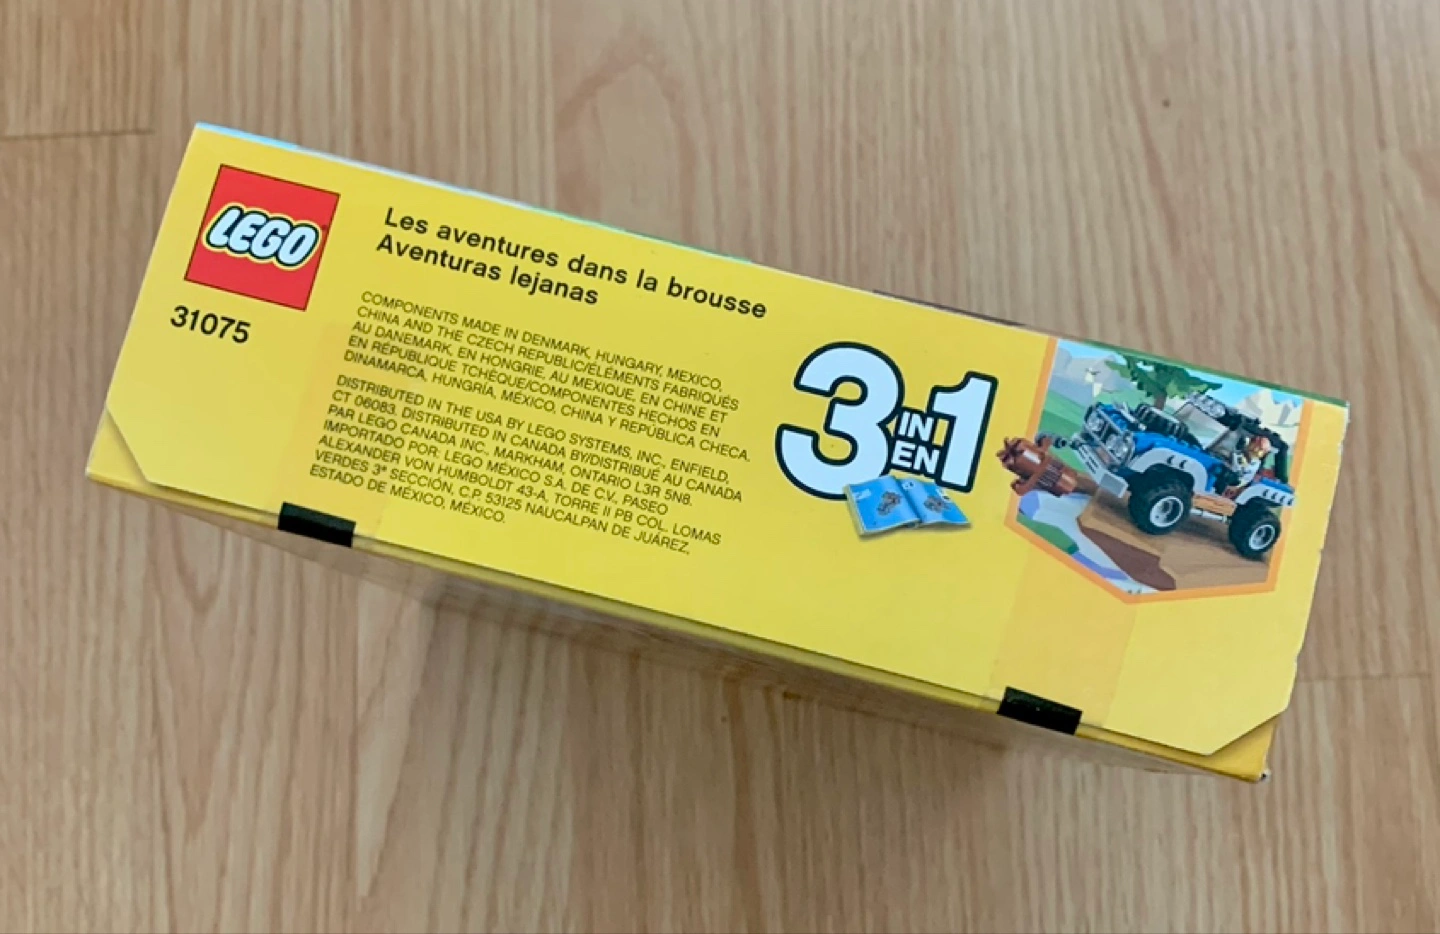 LEGO
31075
Les aventures dans la brousse
Aventuras lejanas
COMPONENTS MADE IN DENMARK, HUNGARY, MEXICO,
CHINA AND THE CZECH REPUBLIC/ÉLÉMENTS FABRIQUÉS
AU DANEMARK, EN HONGRIE, AU MEXIQUE, EN CHINE ET
EN RÉPUBLIQUE TCHÈQUE/COMPONENTES HECHOS EN
DINAMARCA, HUNGRÍA, MÉXICO, CHINA Y REPÚBLICA CHECA.
DISTRIBUTED IN THE USA BY LEGO SYSTEMS, INC., ENFIELD,
CT 06083. DISTRIBUTED IN CANADA BY/DISTRIBUÉ AU CANADA
PAR LEGO CANADA INC., MARKHAM, ONTARIO L3R 5N8.
IMPORTADO POR: LEGO MÉXICO S.A. DE C.V., PASEO
ALEXANDER VON HUMBOLDT 43-A, TORRE II PB COL. LOMAS
VERDES 3ª SECCIÓN, C.P. 53125 NAUCALPAN DE JUÁREZ,
ESTADO DE MÉXICO, MÉXICO.
3 IN 1
EN